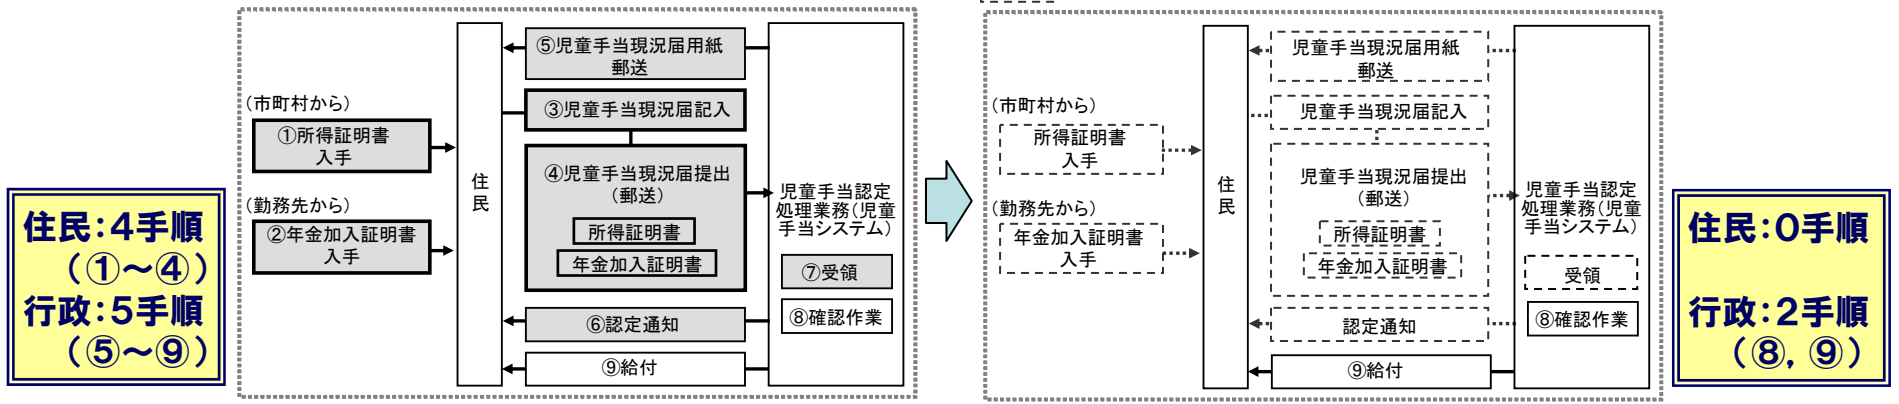 住民：4手順
（①～④）
行政：5手順
（⑤～⑨）
（市町村から）
①所得証明書
入手
（勤務先から）
②年金加入証明書
入手
住
民
⑤児童手当現況届用紙
郵送
③児童手当現況届記入
④児童手当現況届提出
（郵送）
所得証明書
年金加入証明書
⑥認定通知
⑨給付
児童手当認定
処理業務（児童
手当システム）
⑦受領
⑧確認作業
（市町村から）
所得証明書
入手
（勤務先から）
年金加入証明書
入手
住
民
児童手当現況届用紙
郵送
児童手当現況届記入
児童手当現況届提出
（郵送）
所得証明書
年金加入証明書
認定通知
⑨給付
児童手当認定
処理業務（児童
手当システム）
受領
⑧確認作業
住民：0手順
行政：2手順
（⑧，⑨）